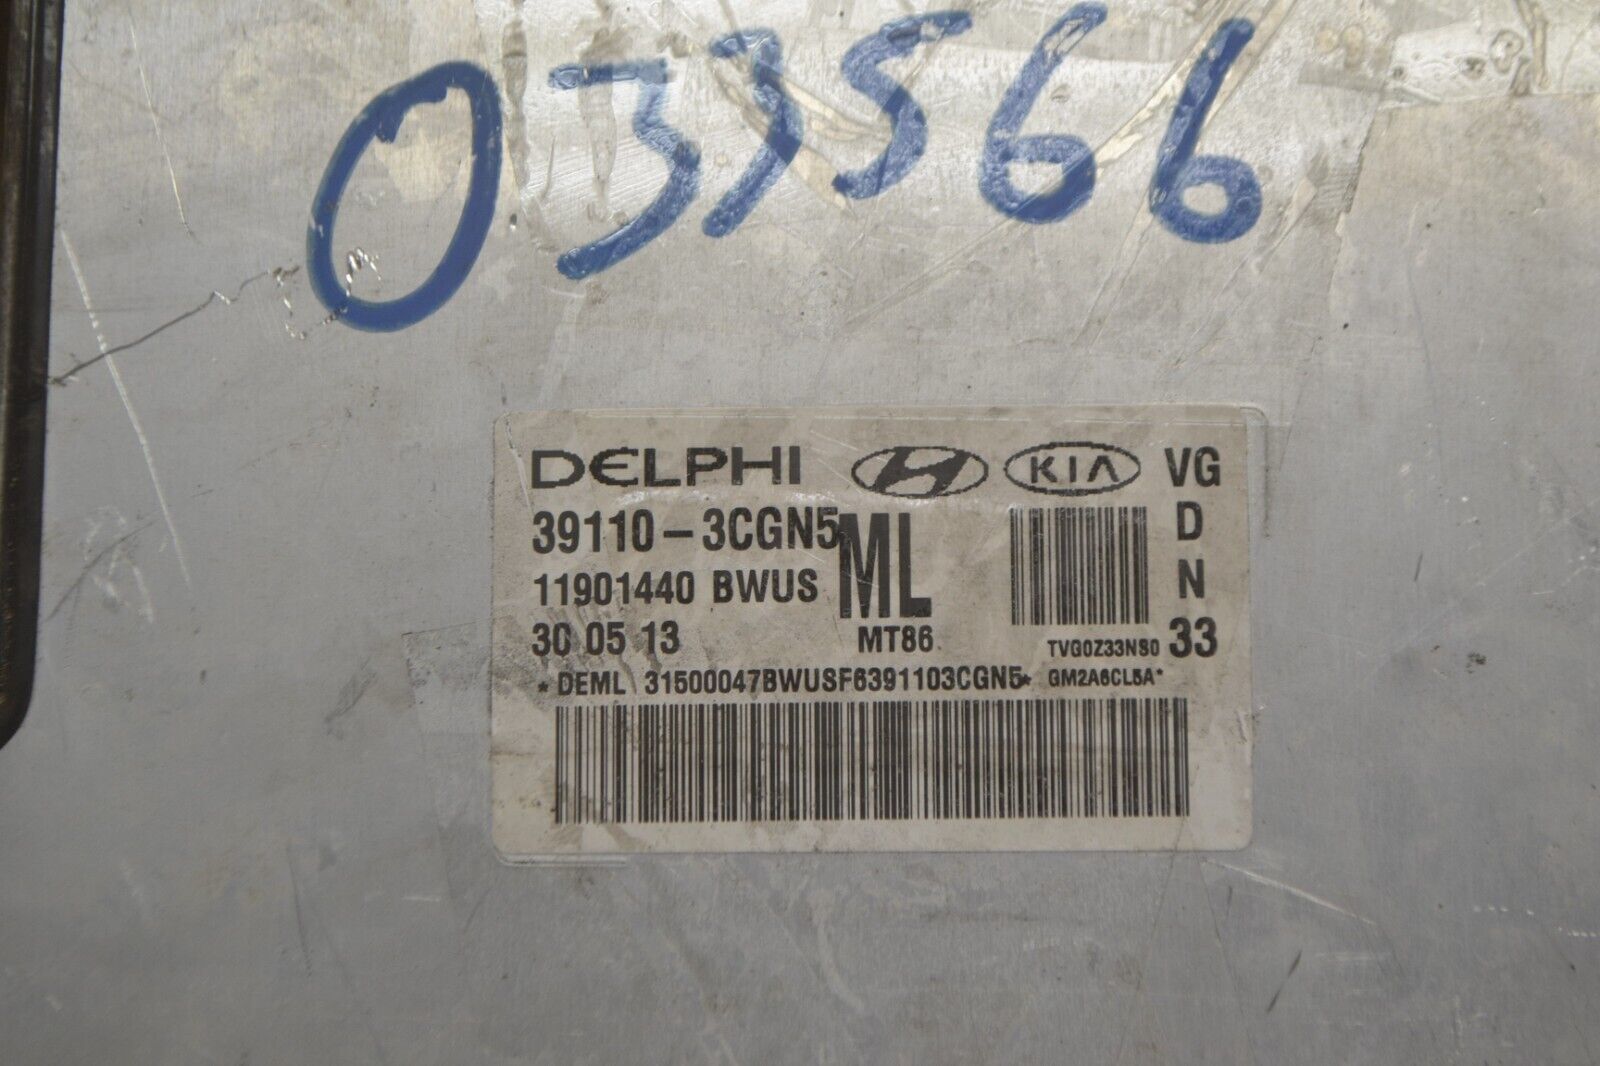 033566
DELPHI KIA VG
39110-3CGN5 ML D
11901440 BWUS N
30 05 13 MT86 TVG0Z33NS0 33
*DEML 31500047BWUSF6391103CGN5* GM2A6CL5A*